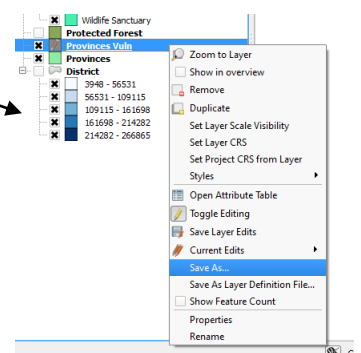 Wildlife Sanctuary
Protected Forest
Provinces Vuln
Provinces
District
3948 - 56531
56531 - 109115
109115 - 161698
161698 - 214282
214282 - 266865
Zoom to Layer
Show in overview
Remove
Duplicate
Set Layer Scale Visibility
Set Layer CRS
Set Project CRS from Layer
Styles
Open Attribute Table
Toggle Editing
Save Layer Edits
Current Edits
Save As...
Save As Layer Definition File...
Show Feature Count
Properties
Rename